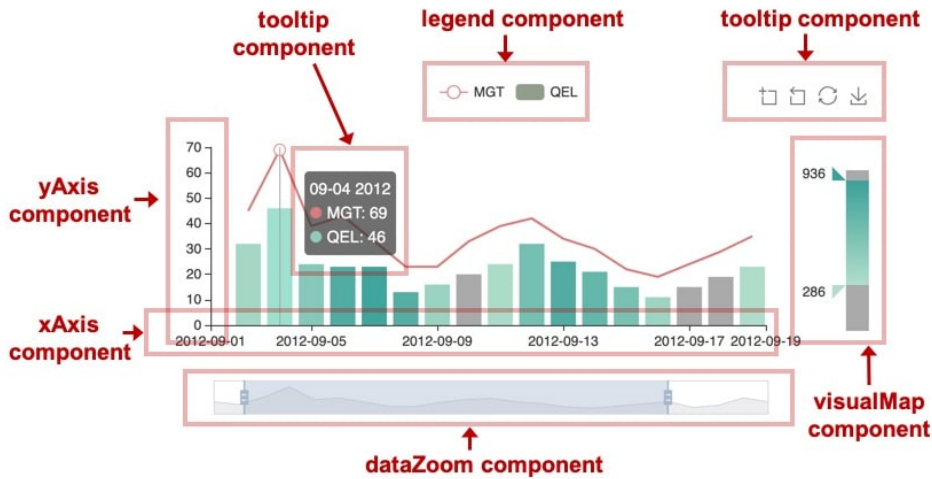 tooltip
component
legend component
tooltip component
MGT
QEL
yAxis
component
70
60
50
40
30
20
10
0
09-04 2012
MGT: 69
QEL: 46
936
286
xAxis
component
2012-09-01
2012-09-05
2012-09-09
2012-09-13
2012-09-17
2012-09-19
visualMap
component
dataZoom component